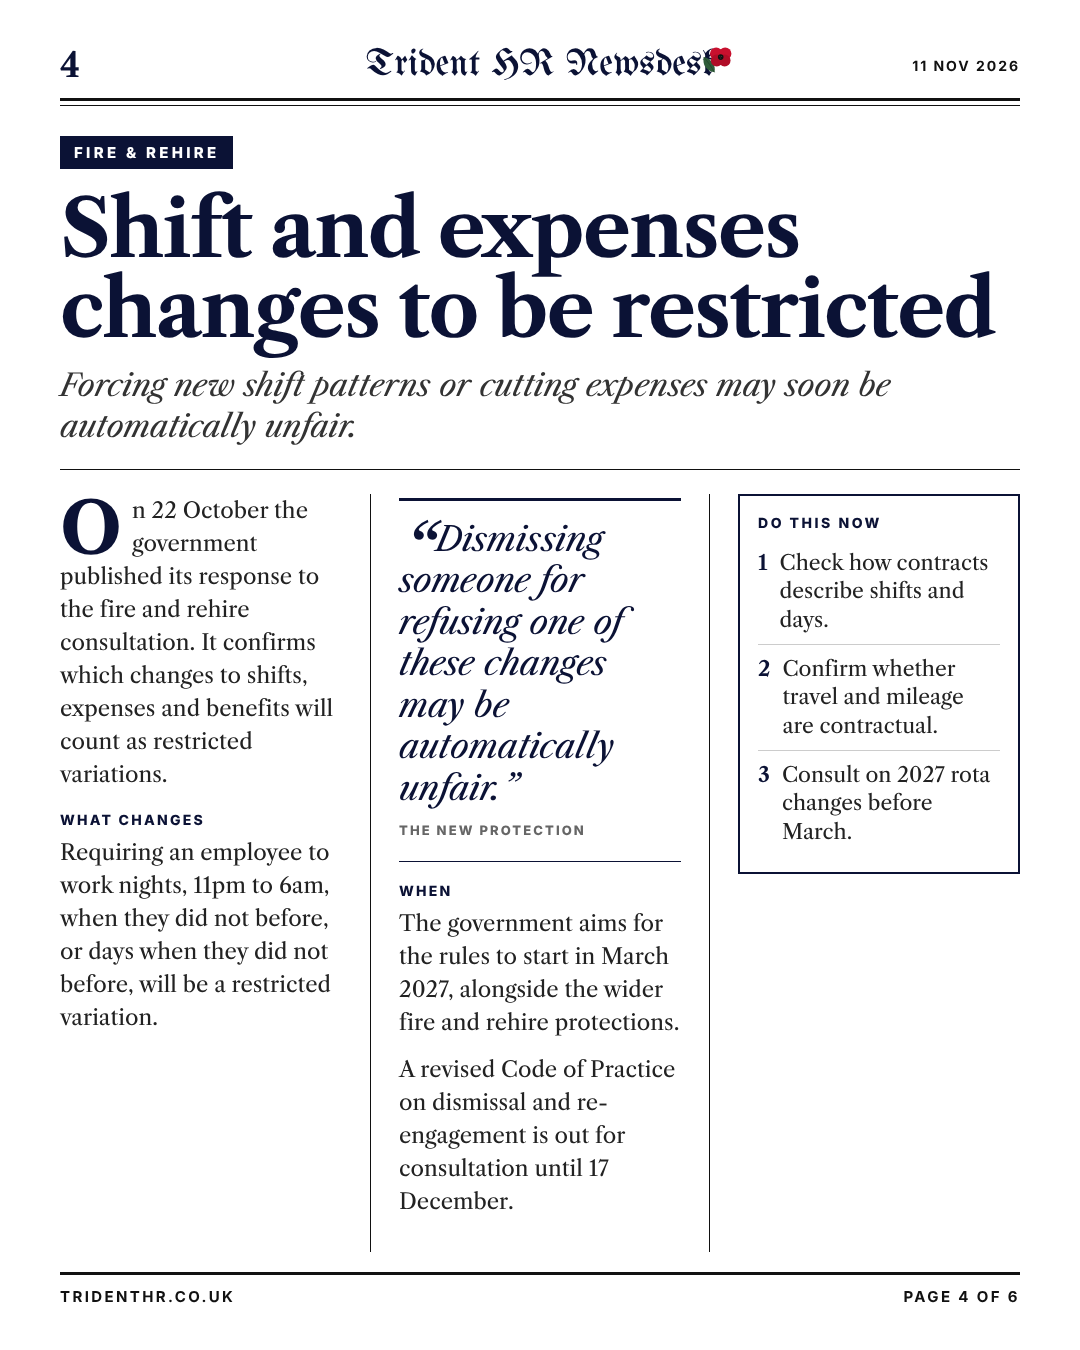 4
Trident HR Newsdesk
11 NOV 2026
FIRE & REHIRE
Shift and expenses
changes to be restricted
Forcing new shift patterns or cutting expenses may soon be
automatically unfair.
On 22 October the
government
published its response to
the fire and rehire
consultation. It confirms
which changes to shifts,
expenses and benefits will
count as restricted
variations.
WHAT CHANGES
Requiring an employee to
work nights, 11pm to 6am,
when they did not before,
or days when they did not
before, will be a restricted
variation.
“Dismissing
someone for
refusing one of
these changes
may be
automatically
unfair.”
THE NEW PROTECTION
WHEN
The government aims for
the rules to start in March
2027, alongside the wider
fire and rehire protections.
A revised Code of Practice
on dismissal and re-
engagement is out for
consultation until 17
December.
DO THIS NOW
1 Check how contracts
describe shifts and
days.
2 Confirm whether
travel and mileage
are contractual.
3 Consult on 2027 rota
changes before
March.
TRIDENTHR.CO.UK
PAGE 4 OF 6